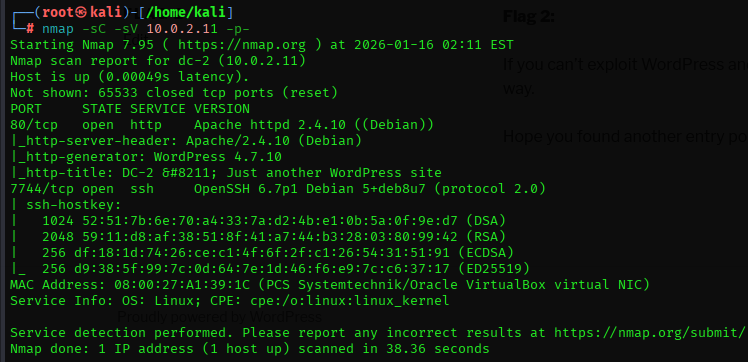 ┌──(root㉿kali)-[/home/kali]
└─# nmap -sC -sV 10.0.2.11 -p-
Starting Nmap 7.95 ( https://nmap.org ) at 2026-01-16 02:11 EST
Nmap scan report for dc-2 (10.0.2.11)
Host is up (0.00049s latency).
Not shown: 65533 closed tcp ports (reset)
PORT     STATE SERVICE VERSION
80/tcp   open  http    Apache httpd 2.4.10 ((Debian))
|_http-server-header: Apache/2.4.10 (Debian)
|_http-generator: WordPress 4.7.10
|_http-title: DC-2 &#8211; Just another WordPress site
7744/tcp open  ssh     OpenSSH 6.7p1 Debian 5+deb8u7 (protocol 2.0)
| ssh-hostkey:
|   1024 52:51:7b:6e:70:a4:33:7a:d2:4b:e1:0b:5a:0f:9e:d7 (DSA)
|   2048 59:11:d8:af:38:51:8f:41:a7:44:b3:28:03:80:99:42 (RSA)
|   256 df:18:1d:74:26:ce:c1:4f:6f:2f:c1:26:54:31:51:91 (ECDSA)
|_  256 d9:38:5f:99:7c:0d:64:7e:1d:46:f6:e9:7c:c6:37:17 (ED25519)
MAC Address: 08:00:27:A1:39:1C (PCS Systemtechnik/Oracle VirtualBox virtual NIC)
Service Info: OS: Linux; CPE: cpe:/o:linux:linux_kernel
Service detection performed. Please report any incorrect results at https://nmap.org/submit/
Nmap done: 1 IP address (1 host up) scanned in 38.36 seconds
Flag 2:
If you can't exploit WordPress an
way.
Hope you found another entry po
Proudly powered by WordPress